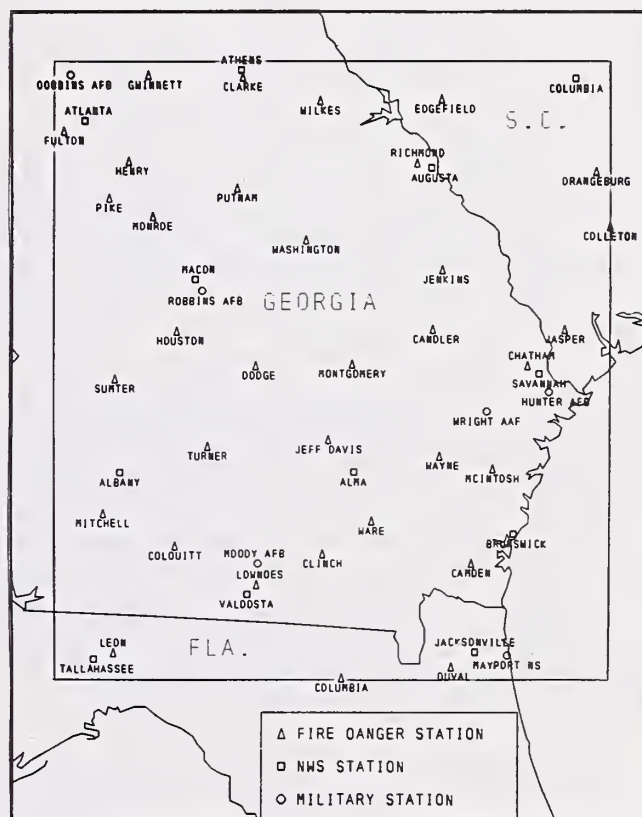 ATHENS
DOBBINS AFB GWINNETT CLARKE COLUMBIA
ATLANTA WILKES EDGEFIELD
S.C.
FULTON
RICHMOND
HENRY AUGUSTA ORANGEBURG
PIKE PUTNAM
MONROE COLLETON
WASHINGTON
MACON JENKINS
ROBBINS AFB GEORGIA
HOUSTON CANDLER JASPER
CHATHAM
SUMTER DODGE MONTGOMERY SAVANNAH
HUNTER AFB
WRIGHT AAF
TURNER JEFF DAVIS
WAYNE
ALBANY ALMA MCINTOSH
MITCHELL
WARE
COLQUITT MOODY AFB CLINCH BRUNSWICK
LOWNDES CAMDEN
VALDOSTA
LEON FLA. JACKSONVILLE
TALLAHASSEE MAYPORT NS
COLUMBIA DUVAL
△ FIRE DANGER STATION
□ NWS STATION
○ MILITARY STATION